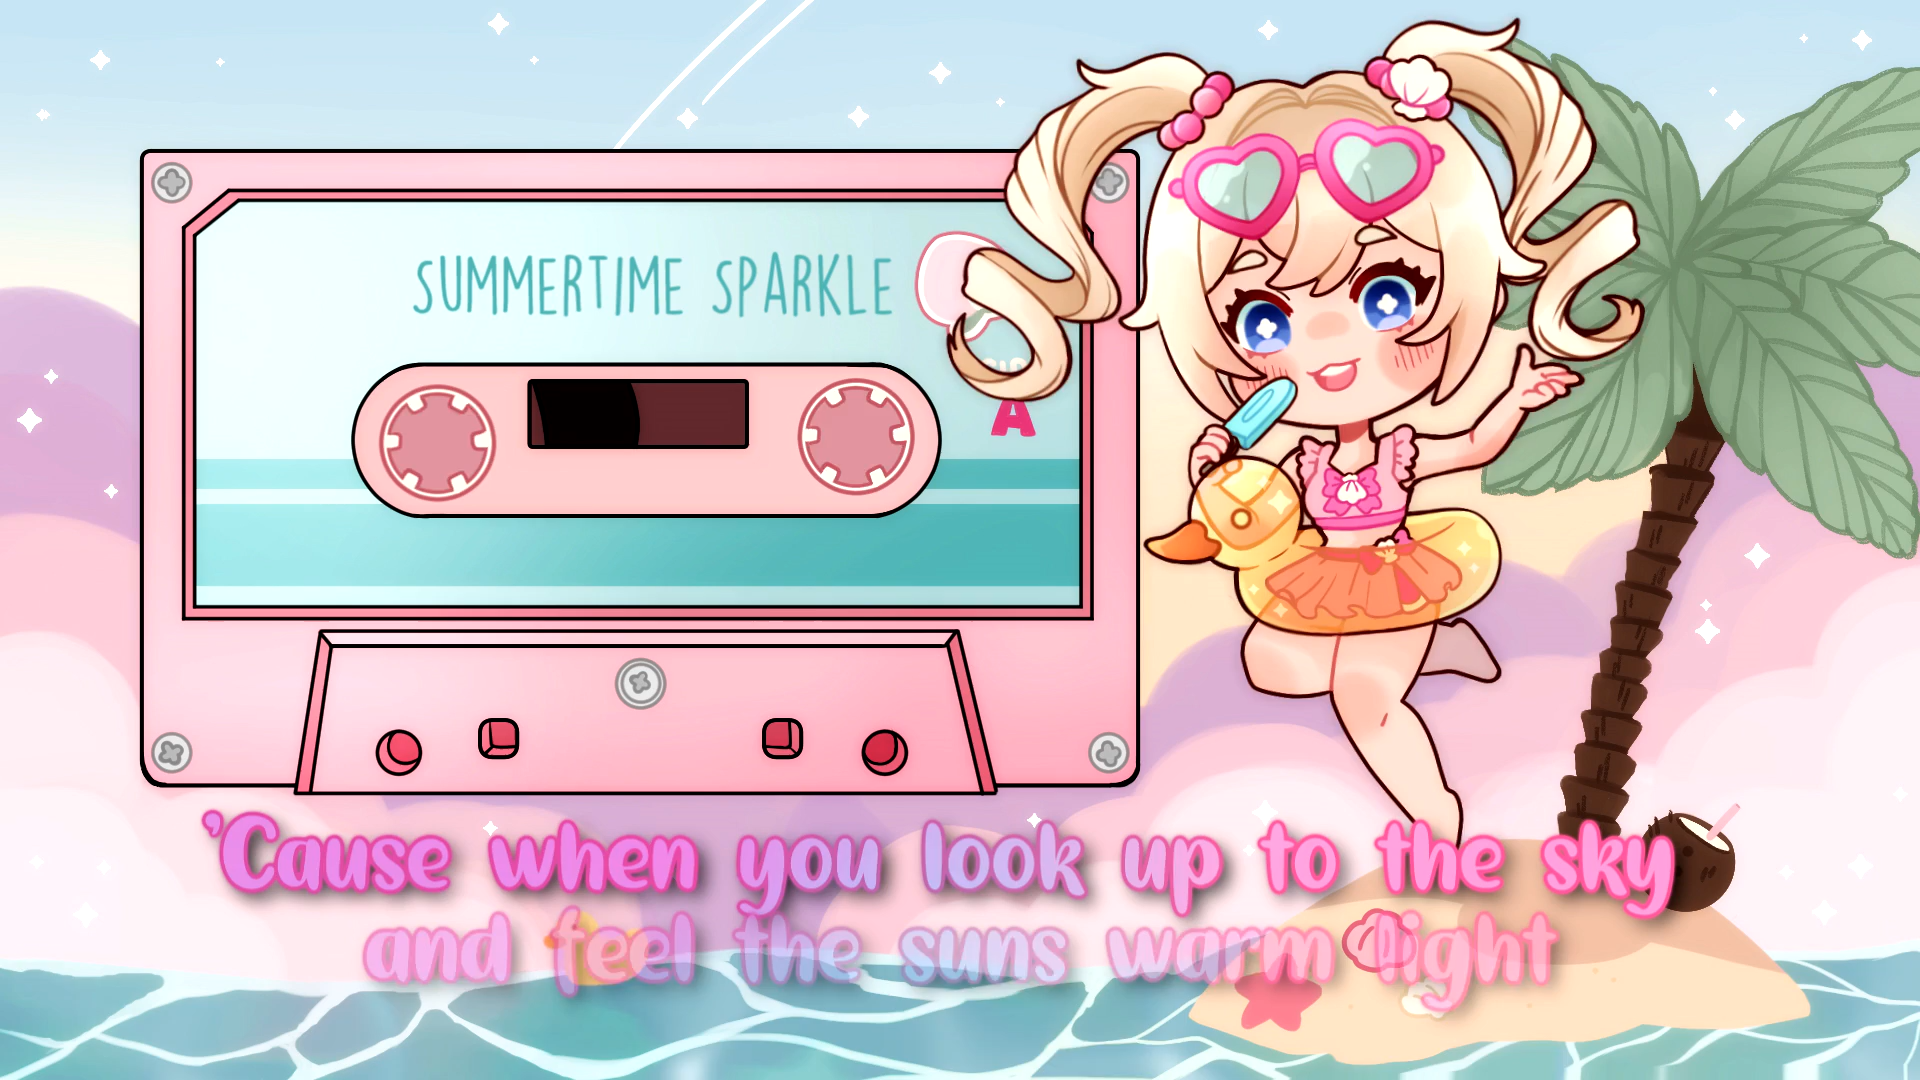 SUMMERTIME SPARKLE
A
'Cause when you look up to the sky
and feel the suns warm light